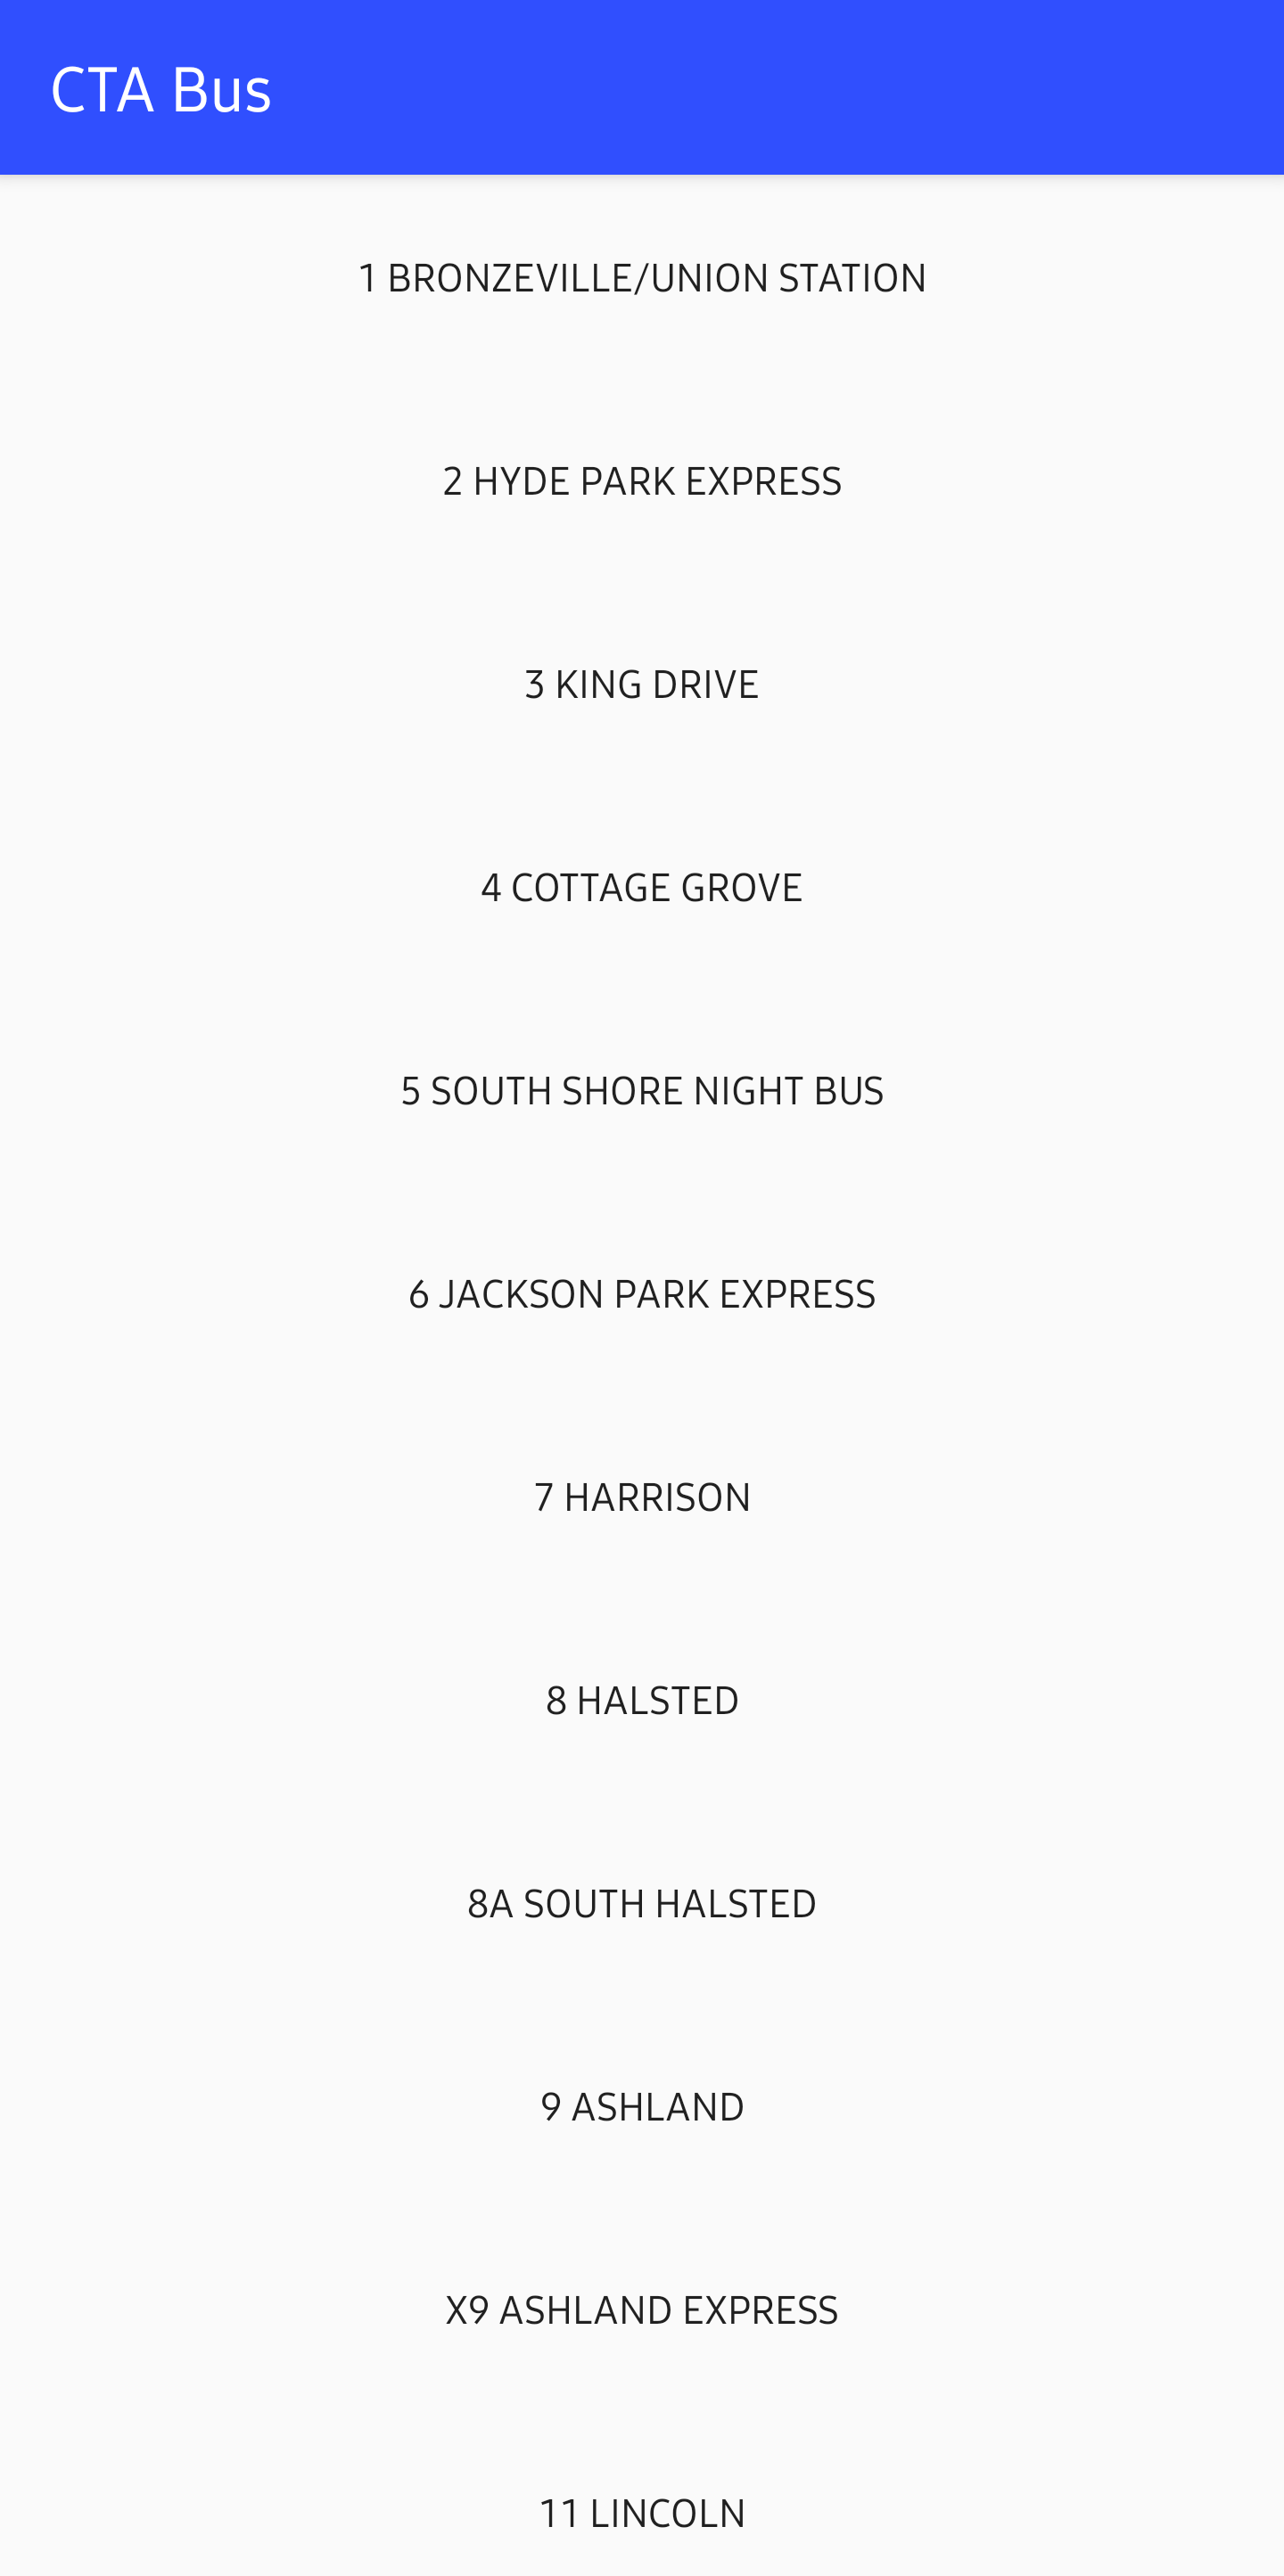 CTA Bus
1 BRONZEVILLE/UNION STATION
2 HYDE PARK EXPRESS
3 KING DRIVE
4 COTTAGE GROVE
5 SOUTH SHORE NIGHT BUS
6 JACKSON PARK EXPRESS
7 HARRISON
8 HALSTED
8A SOUTH HALSTED
9 ASHLAND
X9 ASHLAND EXPRESS
11 LINCOLN